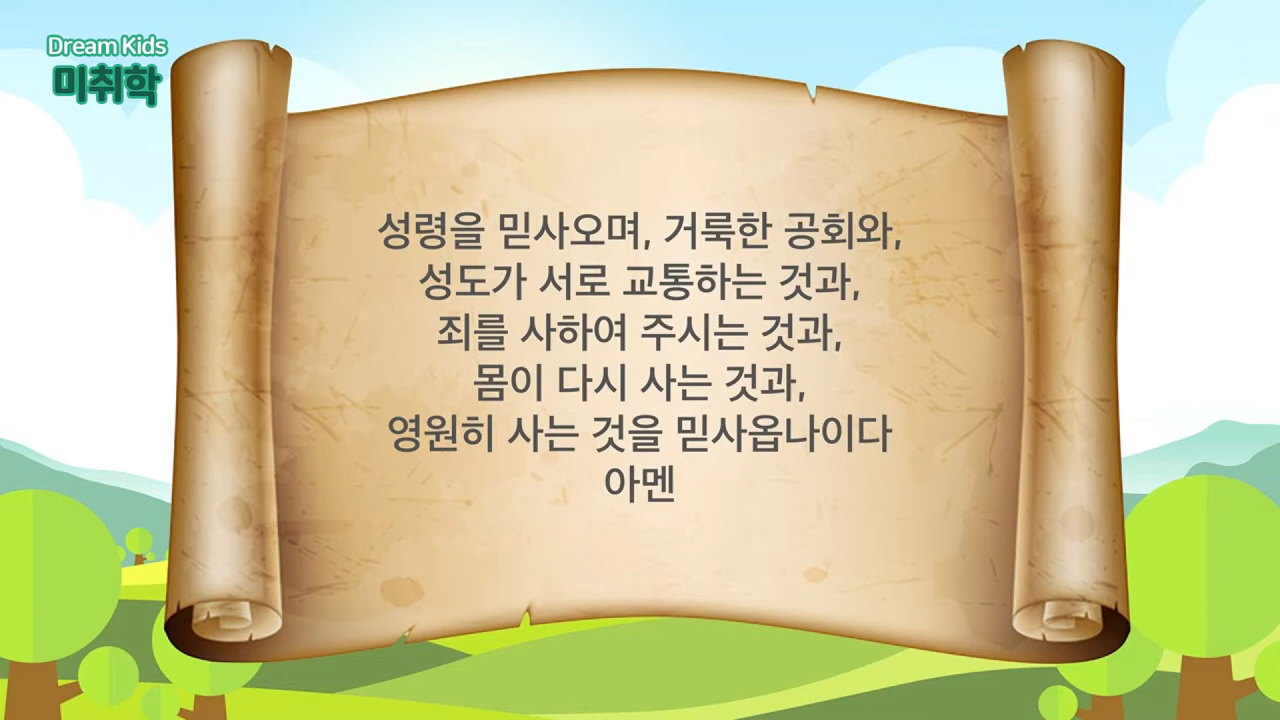 Dream Kids
미취학
성령을 믿사오며, 거룩한 공회와,
성도가 서로 교통하는 것과,
죄를 사하여 주시는 것과,
몸이 다시 사는 것과,
영원히 사는 것을 믿사옵나이다
아멘